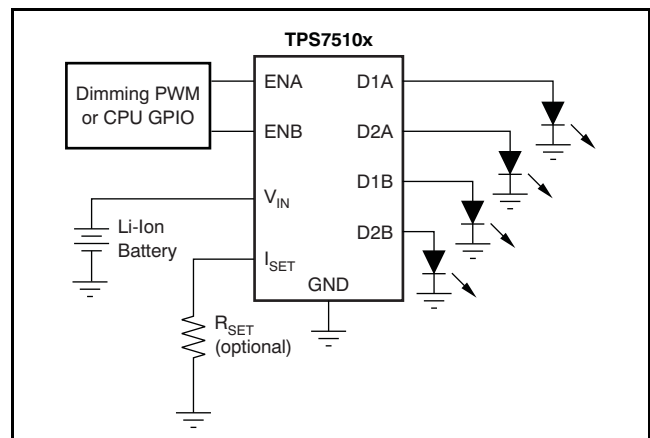 TPS7510x
Dimming PWM
or CPU GPIO
ENA
D1A
ENB
D2A
D1B
VIN
D2B
Li-Ion
Battery
ISET
GND
RSET
(optional)